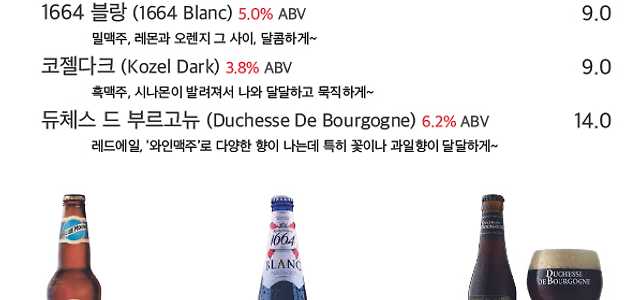 1664 블랑 (1664 Blanc) 5.0% ABV 9.0
밀맥주, 레몬과 오렌지 그 사이, 달콤하게~
코젤다크 (Kozel Dark) 3.8% ABV 9.0
흑맥주, 시나몬이 발려져서 나와 달달하고 묵직하게~
듀체스 드 부르고뉴 (Duchesse De Bourgogne) 6.2% ABV 14.0
레드에일, '와인맥주'로 다양한 향이 나는데 특히 꽃이나 과일향이 달달하게~
BLUE MOON
1664
BLANC
DUCHESSE
DE BOURGOGNE